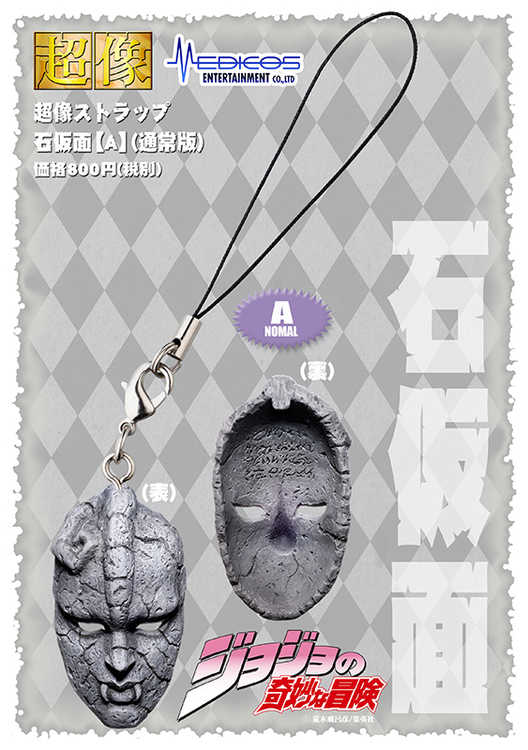 超像
MEDICOS
ENTERTAINMENT CO.,LTD
超像ストラップ
石仮面【A】(通常版)
価格800円(税別)
A
NOMAL
(裏)
(表)
石仮面
ジョジョの
奇妙な冒険
©荒木飛呂彦/集英社